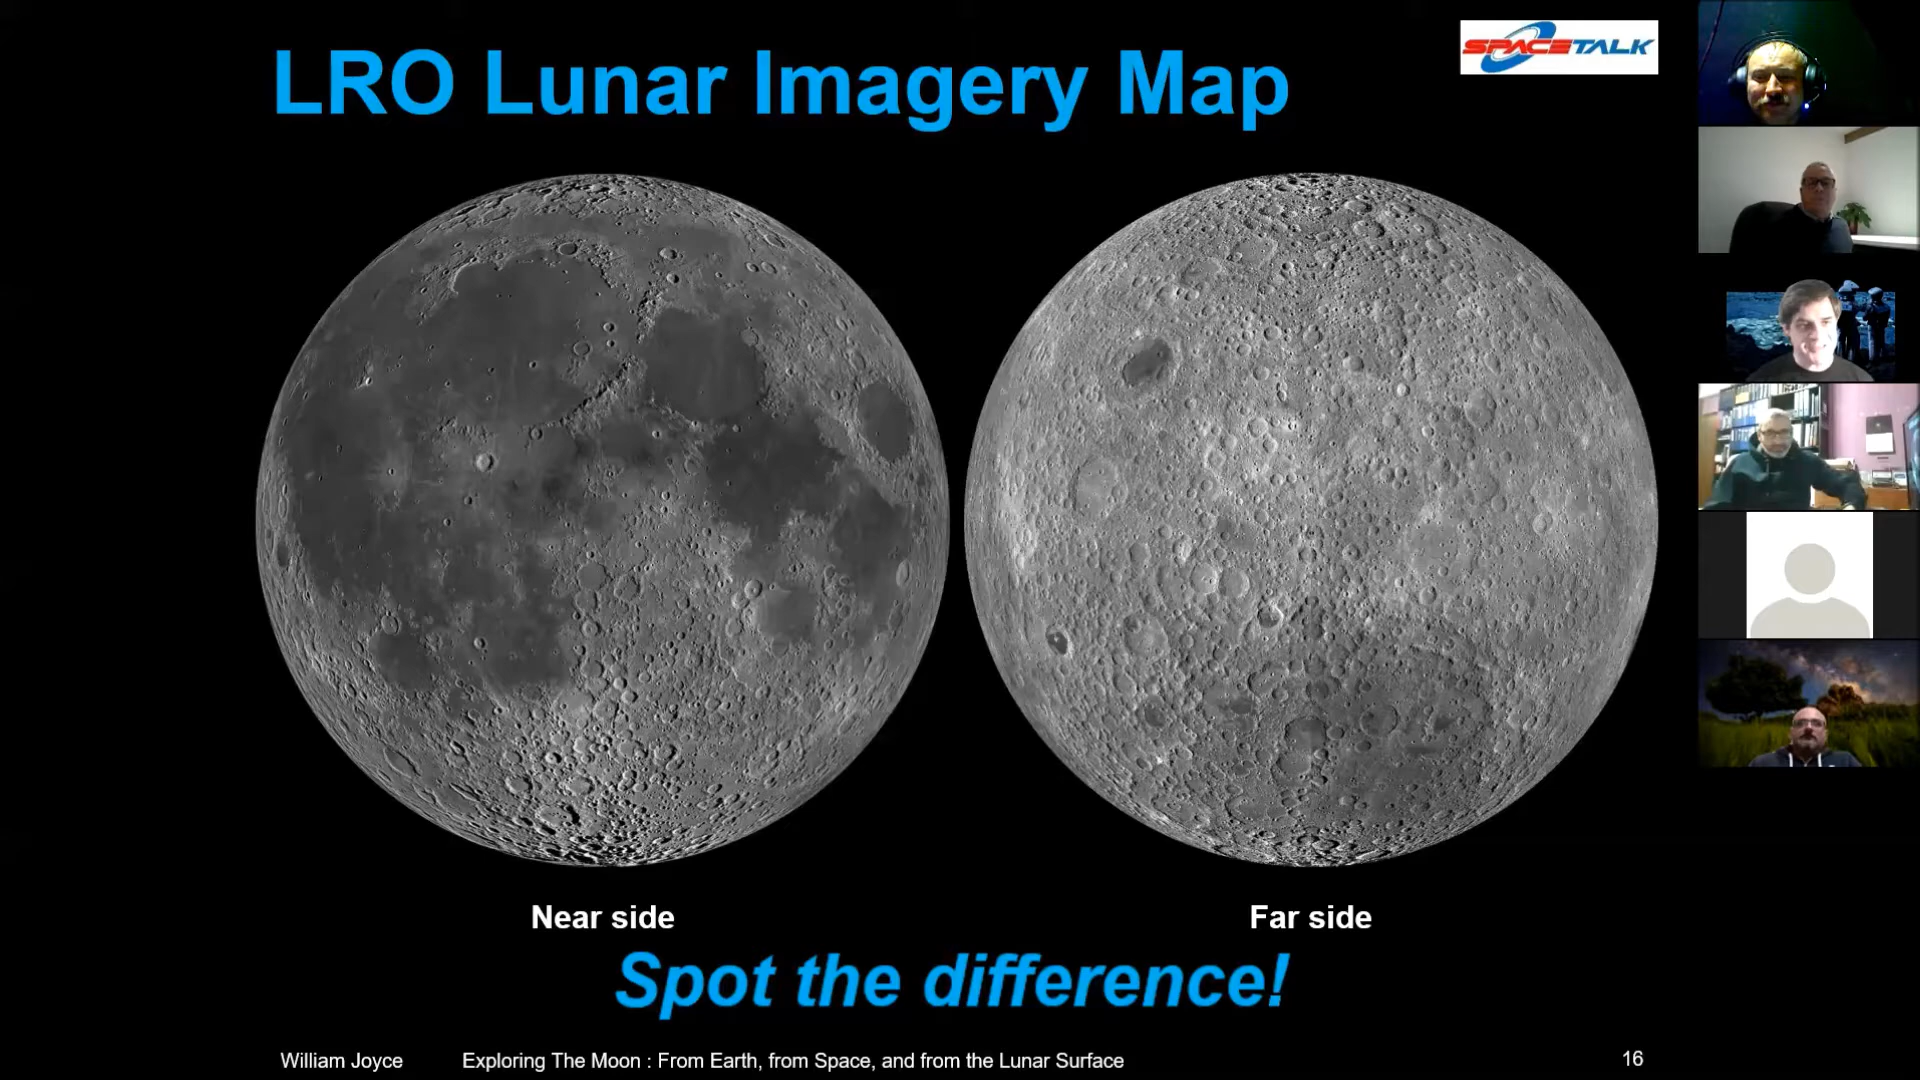 LRO Lunar Imagery Map
SPACETALK
Near side
Far side
Spot the difference!
William Joyce
Exploring The Moon : From Earth, from Space, and from the Lunar Surface
16